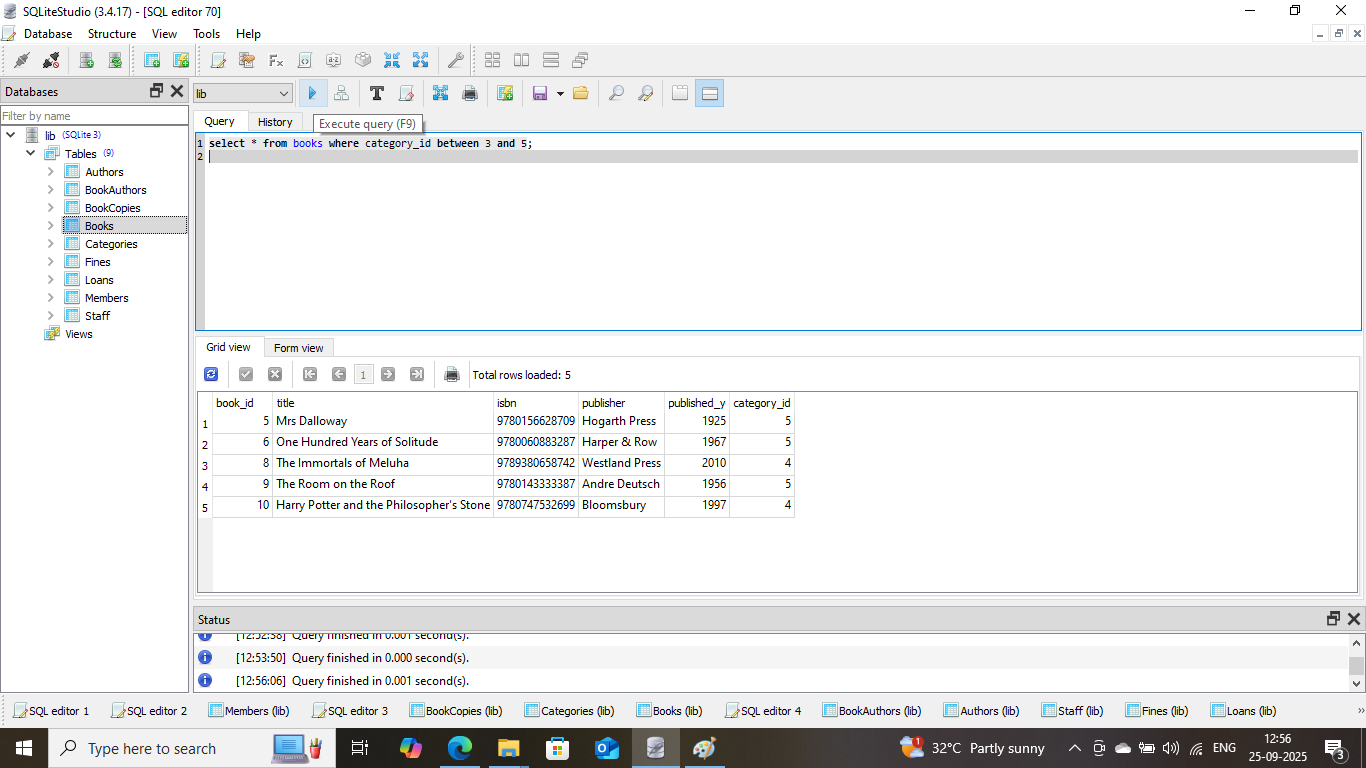 SQLiteStudio (3.4.17) - [SQL editor 70]
Database Structure View Tools Help
Databases
lib
Filter by name
Query History
Execute query (F9)
lib (SQLite 3)
Tables (9)
Authors
BookAuthors
BookCopies
Books
Categories
Fines
Loans
Members
Staff
Views
1 select * from books where category_id between 3 and 5;
2
Grid view Form view
1 Total rows loaded: 5
book_id title isbn publisher published_y category_id
1 5 Mrs Dalloway 9780156628709 Hogarth Press 1925 5
2 6 One Hundred Years of Solitude 9780060883287 Harper & Row 1967 5
3 8 The Immortals of Meluha 9789380658742 Westland Press 2010 4
4 9 The Room on the Roof 9780143333387 Andre Deutsch 1956 5
5 10 Harry Potter and the Philosopher's Stone 9780747532699 Bloomsbury 1997 4
Status
[12:52:58] Query finished in 0.001 second(s).
[12:53:50] Query finished in 0.000 second(s).
[12:56:06] Query finished in 0.001 second(s).
SQL editor 1 SQL editor 2 Members (lib) SQL editor 3 BookCopies (lib) Categories (lib) Books (lib) SQL editor 4 BookAuthors (lib) Authors (lib) Staff (lib) Fines (lib) Loans (lib)
Type here to search
1 32°C Partly sunny ENG
12:56
25-09-2025
3